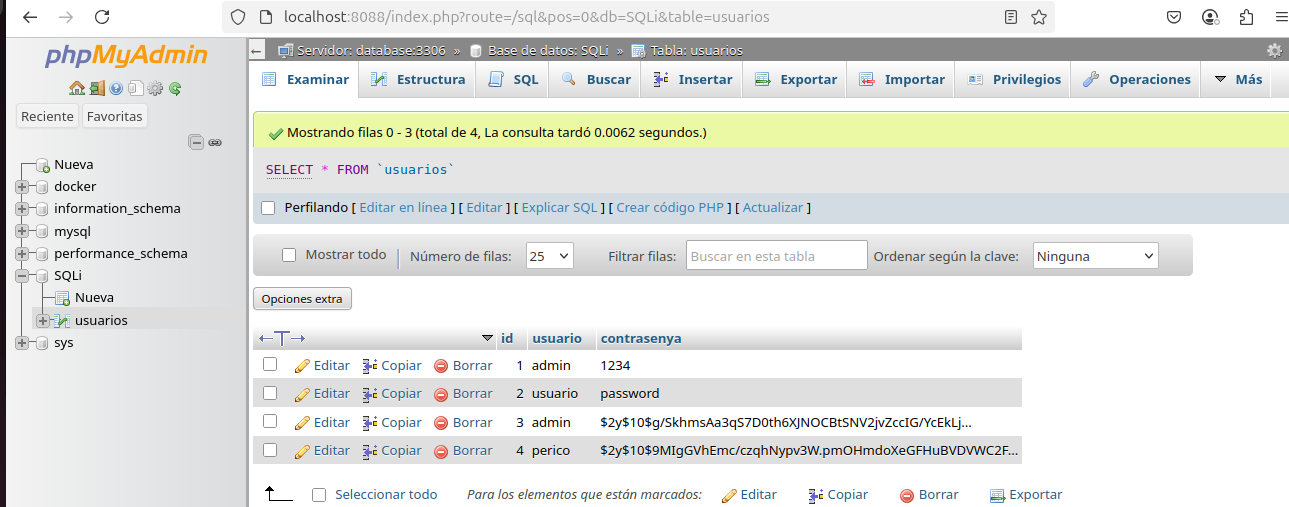 localhost:8088/index.php?route=/sql&pos=0&db=SQLi&table=usuarios
phpMyAdmin
Reciente Favoritas
Nueva
docker
information_schema
mysql
performance_schema
SQLi
Nueva
usuarios
sys
Servidor: database:3306 » Base de datos: SQLi » Tabla: usuarios
Examinar Estructura SQL Buscar Insertar Exportar Importar Privilegios Operaciones Más
Mostrando filas 0 - 3 (total de 4, La consulta tardó 0.0062 segundos.)
SELECT * FROM `usuarios`
Perfilando [ Editar en línea ] [ Editar ] [ Explicar SQL ] [ Crear código PHP ] [ Actualizar ]
Mostrar todo Número de filas: 25 Filtrar filas: Buscar en esta tabla Ordenar según la clave: Ninguna
Opciones extra
id usuario contrasenya
Editar Copiar Borrar 1 admin 1234
Editar Copiar Borrar 2 usuario password
Editar Copiar Borrar 3 admin $2y$10$g/SkhmsAa3qS7D0th6XJNOCBtSNV2jvZccIG/YcEkLj...
Editar Copiar Borrar 4 perico $2y$10$9MIgGVhEmc/czqhNypv3W.pmOHmdoXeGFHuBVDVWC2F...
Seleccionar todo Para los elementos que están marcados: Editar Copiar Borrar Exportar